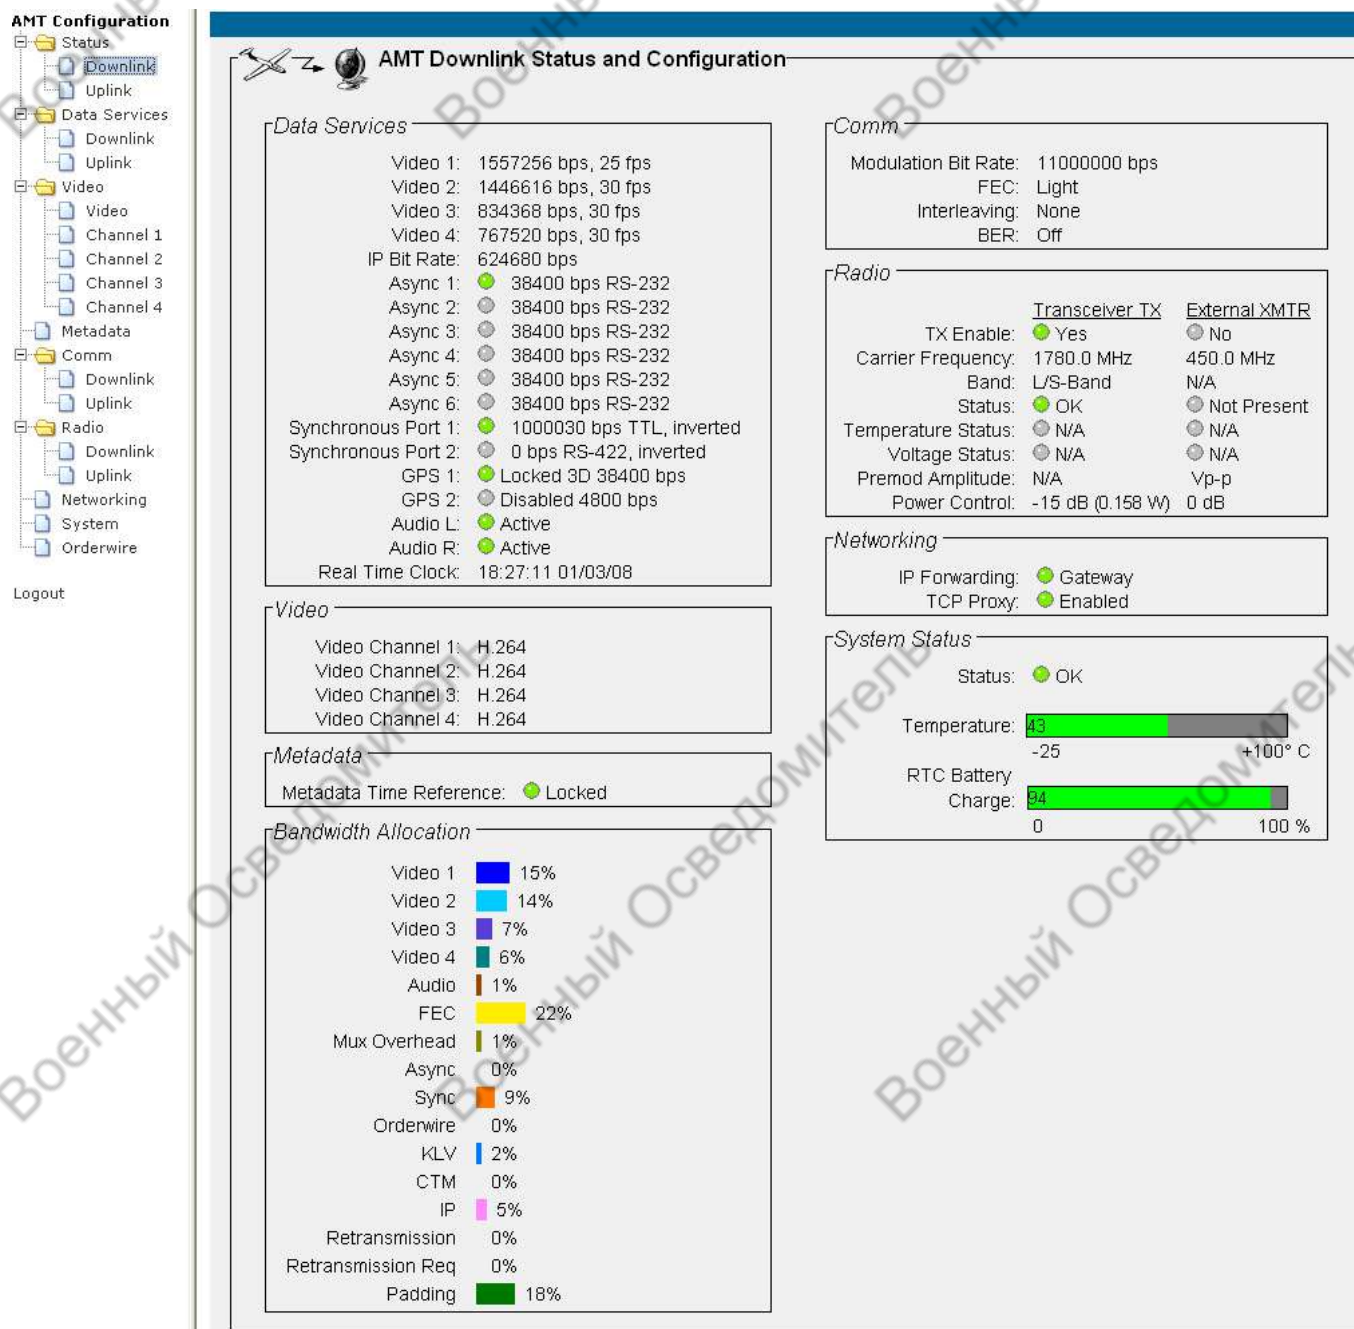 AMT Configuration
Status
Downlink
Uplink
Data Services
Downlink
Uplink
Video
Video
Channel 1
Channel 2
Channel 3
Channel 4
Metadata
Comm
Downlink
Uplink
Radio
Downlink
Uplink
Networking
System
Orderwire
Logout
AMT Downlink Status and Configuration
Data Services
Video 1: 1557256 bps, 25 fps
Video 2: 1446616 bps, 30 fps
Video 3: 834368 bps, 30 fps
Video 4: 767520 bps, 30 fps
IP Bit Rate: 624680 bps
Async 1: 38400 bps RS-232
Async 2: 38400 bps RS-232
Async 3: 38400 bps RS-232
Async 4: 38400 bps RS-232
Async 5: 38400 bps RS-232
Async 6: 38400 bps RS-232
Synchronous Port 1: 1000030 bps TTL, inverted
Synchronous Port 2: 0 bps RS-422, inverted
GPS 1: Locked 3D 38400 bps
GPS 2: Disabled 4800 bps
Audio L: Active
Audio R: Active
Real Time Clock: 18:27:11 01/03/08
Video
Video Channel 1: H.264
Video Channel 2: H.264
Video Channel 3: H.264
Video Channel 4: H.264
Metadata
Metadata Time Reference: Locked
Bandwidth Allocation
Video 1 15%
Video 2 14%
Video 3 7%
Video 4 6%
Audio 1%
FEC 22%
Mux Overhead 1%
Async 0%
Sync 9%
Orderwire 0%
KLV 2%
CTM 0%
IP 5%
Retransmission 0%
Retransmission Req 0%
Padding 18%
Comm
Modulation Bit Rate: 11000000 bps
FEC: Light
Interleaving: None
BER: Off
Radio
Transceiver TX External XMTR
TX Enable: Yes No
Carrier Frequency: 1780.0 MHz 450.0 MHz
Band: L/S-Band N/A
Status: OK Not Present
Temperature Status: N/A N/A
Voltage Status: N/A N/A
Premod Amplitude: N/A Vp-p
Power Control: -15 dB (0.158 W) 0 dB
Networking
IP Forwarding: Gateway
TCP Proxy: Enabled
System Status
Status: OK
Temperature: 43
-25 +100° C
RTC Battery
Charge: 94
0 100 %
Военный Осведомитель
Военный Осведомитель
Военный Осведомитель